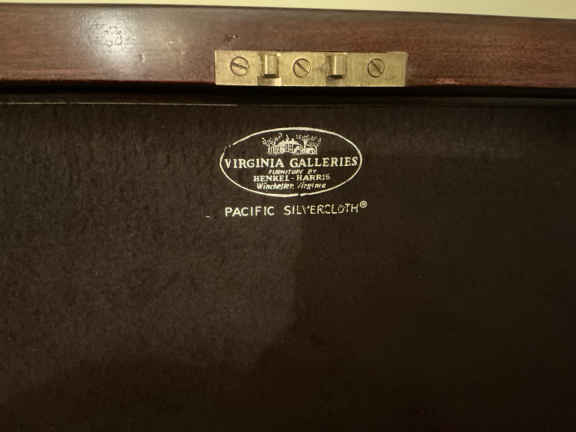 VIRGINIA GALLERIES
FURNITURE BY
HENKEL-HARRIS
Winchester, Virginia
PACIFIC SILVERCLOTH®